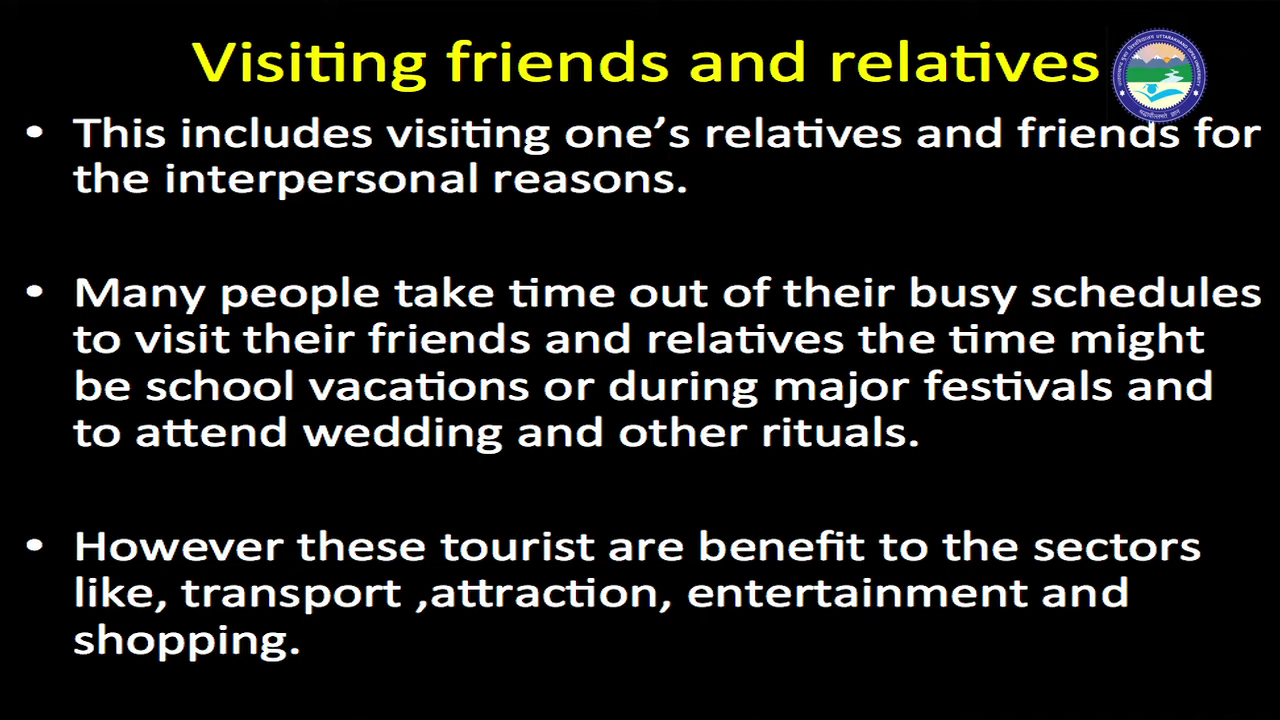 Visiting friends and relatives
• This includes visiting one’s relatives and friends for
the interpersonal reasons.
• Many people take time out of their busy schedules
to visit their friends and relatives the time might
be school vacations or during major festivals and
to attend wedding and other rituals.
• However these tourist are benefit to the sectors
like, transport ,attraction, entertainment and
shopping.